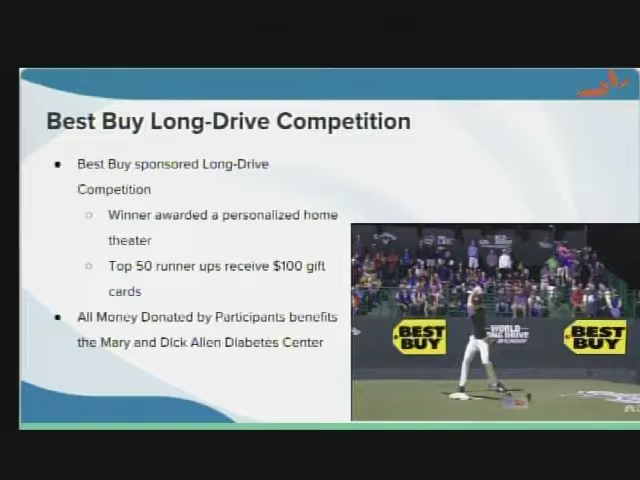 Best Buy Long-Drive Competition
● Best Buy sponsored Long-Drive
Competition
○ Winner awarded a personalized home
theater
○ Top 50 runner ups receive $100 gift
cards
● All Money Donated by Participants benefits
the Mary and Dick Allen Diabetes Center
BEST
BUY
WORLD
LONG DRIVE
BEST
BUY